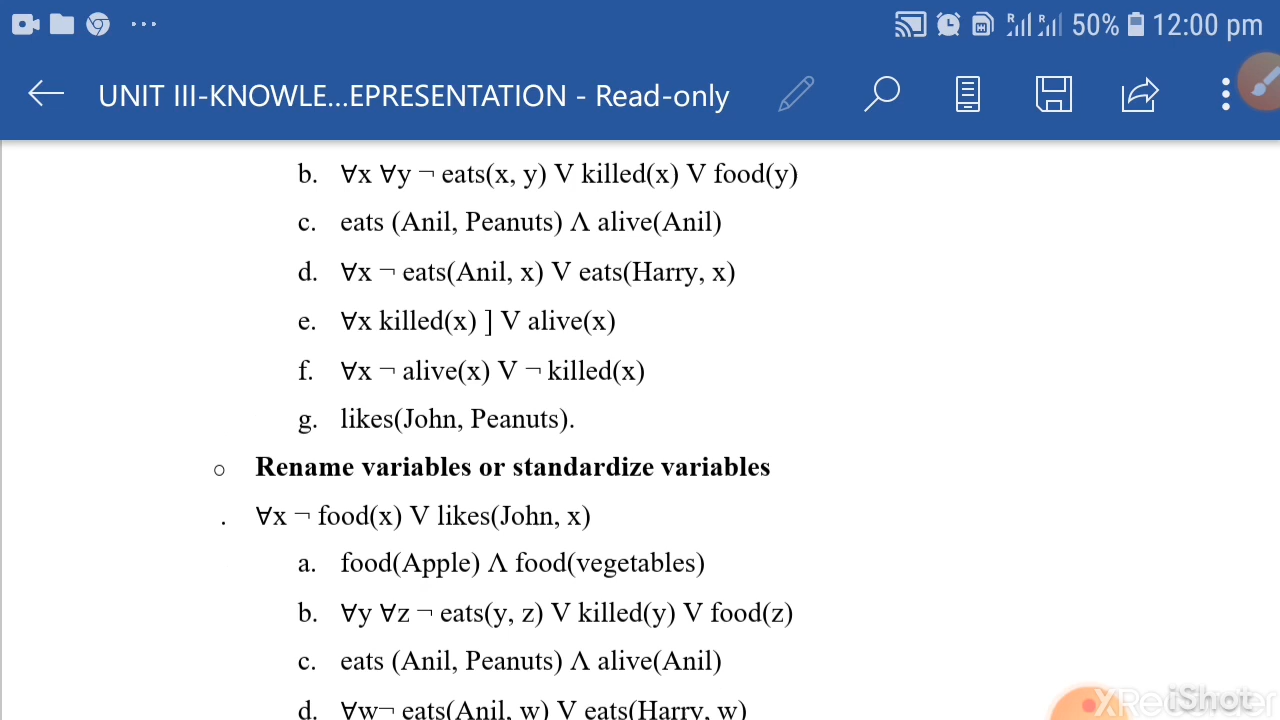 50% 12:00 pm
UNIT III-KNOWLE...EPRESENTATION - Read-only
b. ∀x ∀y ¬ eats(x, y) V killed(x) V food(y)
c. eats (Anil, Peanuts) Λ alive(Anil)
d. ∀x ¬ eats(Anil, x) V eats(Harry, x)
e. ∀x killed(x) ] V alive(x)
f. ∀x ¬ alive(x) V ¬ killed(x)
g. likes(John, Peanuts).
o Rename variables or standardize variables
. ∀x ¬ food(x) V likes(John, x)
a. food(Apple) Λ food(vegetables)
b. ∀y ∀z ¬ eats(y, z) V killed(y) V food(z)
c. eats (Anil, Peanuts) Λ alive(Anil)
d. ∀w¬ eats(Anil, w) V eats(Harry, w)
iShot